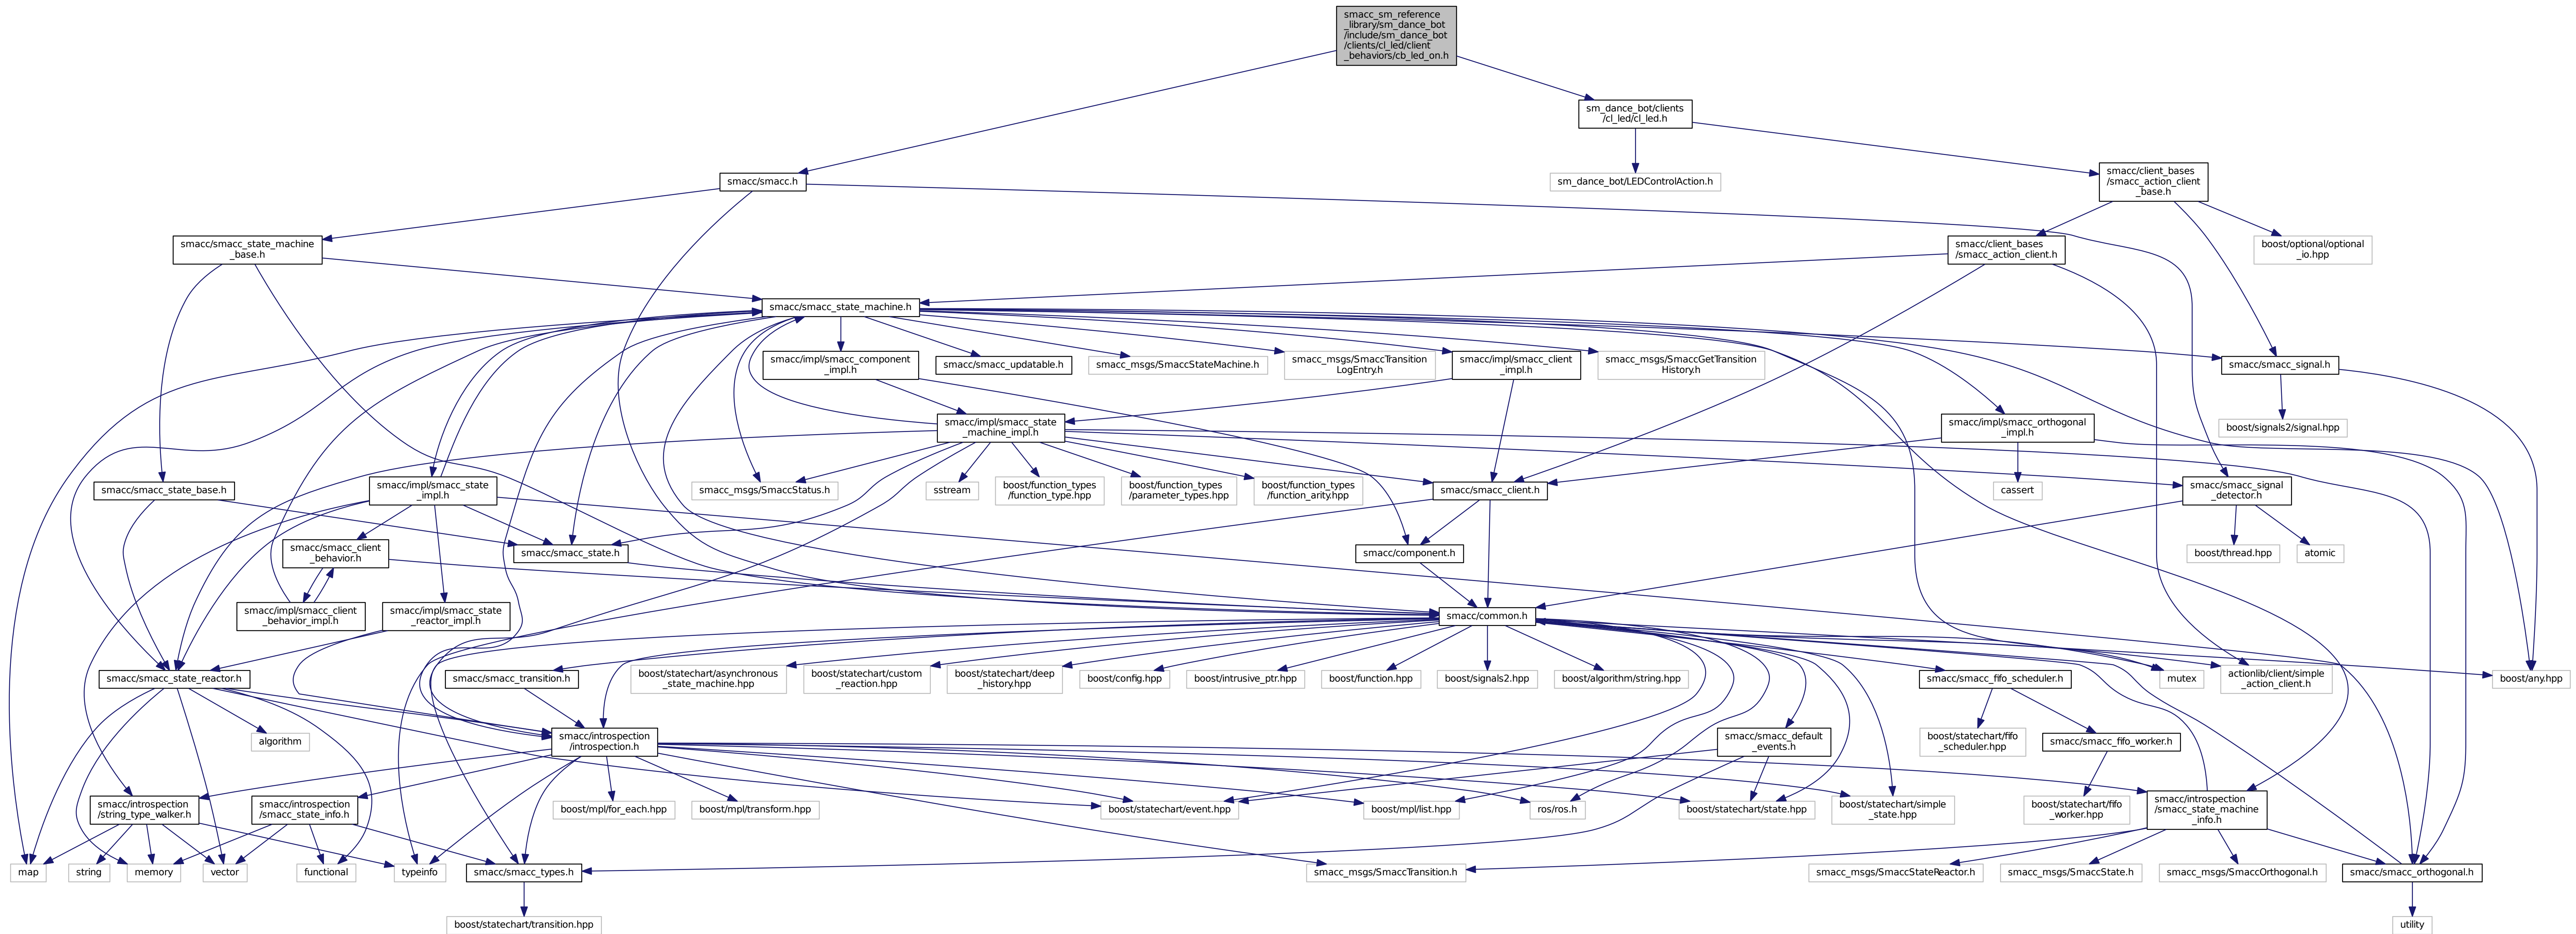 smacc_sm_reference
_library/sm_dance_bot
/include/sm_dance_bot
/clients/cl_led/client
_behaviors/cb_led_on.h
sm_dance_bot/clients
/cl_led/cl_led.h
smacc/smacc.h
sm_dance_bot/LEDControlAction.h
smacc/client_bases
/smacc_action_client
_base.h
smacc/smacc_state_machine
_base.h
smacc/client_bases
/smacc_action_client.h
boost/optional/optional
_io.hpp
smacc/smacc_state_machine.h
smacc/impl/smacc_component
_impl.h
smacc/smacc_updatable.h
smacc_msgs/SmaccStateMachine.h
smacc_msgs/SmaccTransition
LogEntry.h
smacc/impl/smacc_client
_impl.h
smacc_msgs/SmaccGetTransition
History.h
smacc/smacc_signal.h
smacc/impl/smacc_state
_machine_impl.h
smacc/impl/smacc_orthogonal
_impl.h
boost/signals2/signal.hpp
smacc/smacc_state_base.h
smacc/impl/smacc_state
_impl.h
smacc_msgs/SmaccStatus.h
sstream
boost/function_types
/function_type.hpp
boost/function_types
/parameter_types.hpp
boost/function_types
/function_arity.hpp
smacc/smacc_client.h
cassert
smacc/smacc_signal
_detector.h
smacc/smacc_client
_behavior.h
smacc/smacc_state.h
smacc/component.h
boost/thread.hpp
atomic
smacc/impl/smacc_client
_behavior_impl.h
smacc/impl/smacc_state
_reactor_impl.h
smacc/common.h
smacc/smacc_state_reactor.h
smacc/smacc_transition.h
boost/statechart/asynchronous
_state_machine.hpp
boost/statechart/custom
_reaction.hpp
boost/statechart/deep
_history.hpp
boost/config.hpp
boost/intrusive_ptr.hpp
boost/function.hpp
boost/signals2.hpp
boost/algorithm/string.hpp
smacc/smacc_fifo_scheduler.h
mutex
actionlib/client/simple
_action_client.h
boost/any.hpp
algorithm
smacc/introspection
/introspection.h
smacc/smacc_default
_events.h
boost/statechart/fifo
_scheduler.hpp
smacc/smacc_fifo_worker.h
smacc/introspection
/string_type_walker.h
smacc/introspection
/smacc_state_info.h
boost/mpl/for_each.hpp
boost/mpl/transform.hpp
boost/statechart/event.hpp
boost/mpl/list.hpp
ros/ros.h
boost/statechart/state.hpp
boost/statechart/simple
_state.hpp
boost/statechart/fifo
_worker.hpp
smacc/introspection
/smacc_state_machine
_info.h
map
string
memory
vector
functional
typeinfo
smacc/smacc_types.h
smacc_msgs/SmaccTransition.h
smacc_msgs/SmaccStateReactor.h
smacc_msgs/SmaccState.h
smacc_msgs/SmaccOrthogonal.h
smacc/smacc_orthogonal.h
boost/statechart/transition.hpp
utility